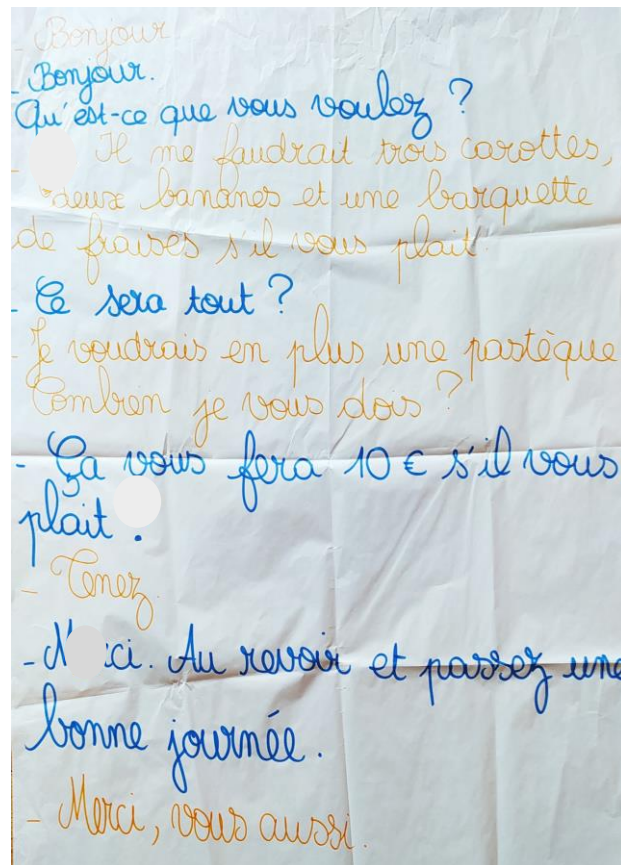 - Bonjour
- Bonjour.
Qu'est-ce que vous voulez ?
- Il me faudrait trois carottes,
deux bananes et une barquette
de fraises s'il vous plait.
- Ce sera tout ?
- Je voudrais en plus une pastèque
Combien je vous dois ?
- Ça vous fera 10 € s'il vous
plait .
- Tenez.
- Au revoir et passez une
bonne journée.
- Merci, vous aussi.